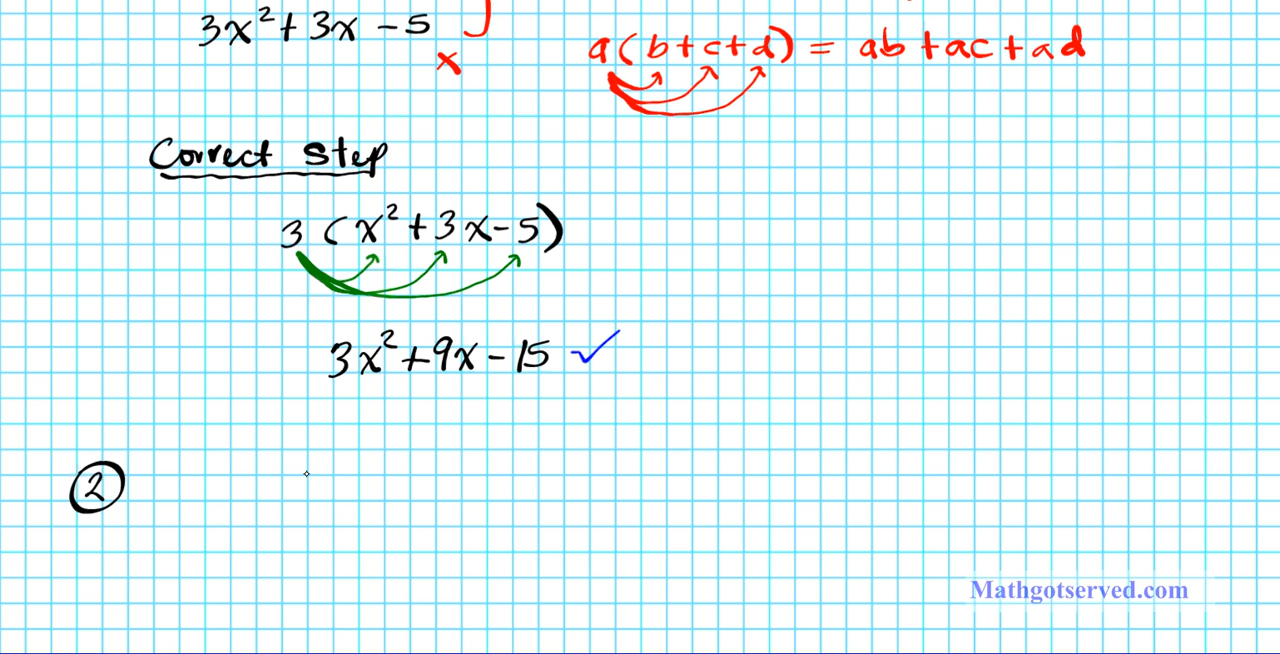 3x² + 3x - 5
x
a(b+c+d) = ab + ac + ad
Correct Step
3 (x² + 3x - 5)
3x² + 9x - 15 ✓
2
Mathgotserved.com